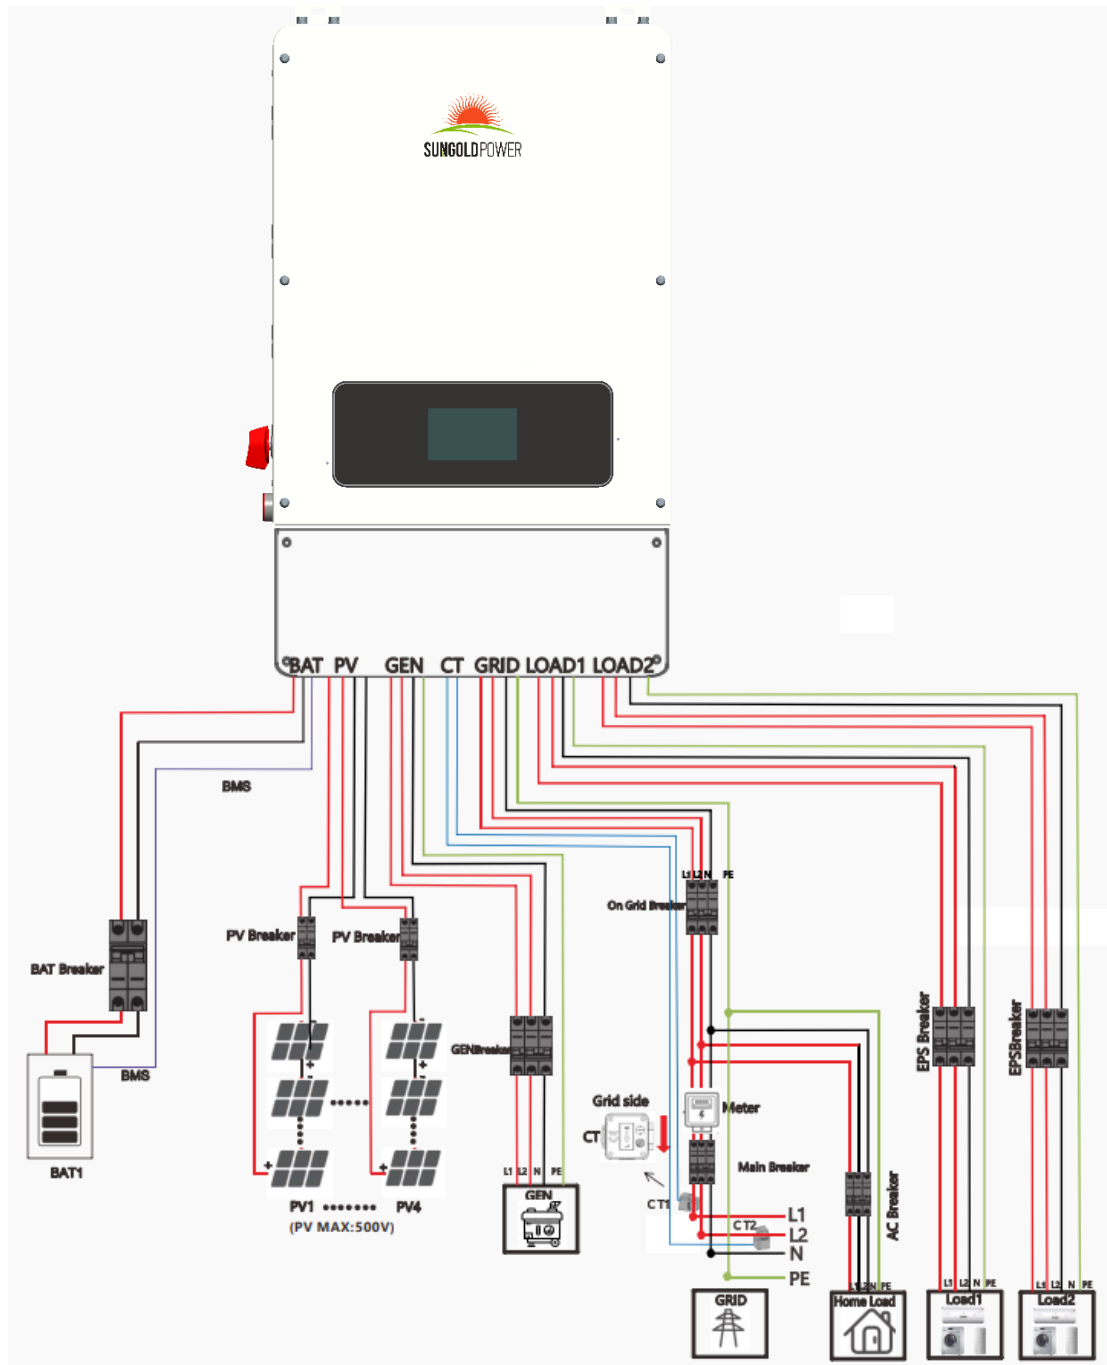 SUNGOLDPOWER
BAT PV GEN CT GRID LOAD1 LOAD2
BMS
L1 L2 N PE
On Grid Breaker
PV Breaker
PV Breaker
BAT Breaker
EPS Breaker
EPSBreaker
GENBreaker
BMS
+
+
Grid side
Meter
CT
Main Breaker
BAT1
+
+
L1 L2 N PE
AC Breaker
PV1 PV4
(PV MAX:500V)
GEN
CT1
CT2
L1
L2
N
PE
L1 L2 N PE
L1 L2 N PE
L1 L2 N PE
GRID
Home Load
Load1
Load2